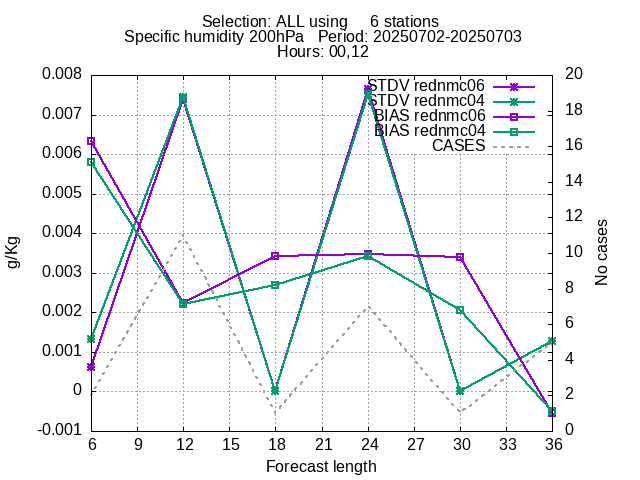 Selection: ALL using     6 stations
Specific humidity 200hPa   Period: 20250702-20250703
Hours: 00,12
0.008
0.007
0.006
0.005
0.004
0.003
0.002
0.001
0
-0.001
g/Kg
STDV rednmc06
STDV rednmc04
BIAS rednmc06
BIAS rednmc04
CASES
20
18
16
14
12
10
8
6
4
2
0
No cases
6 9 12 15 18 21 24 27 30 33 36
Forecast length